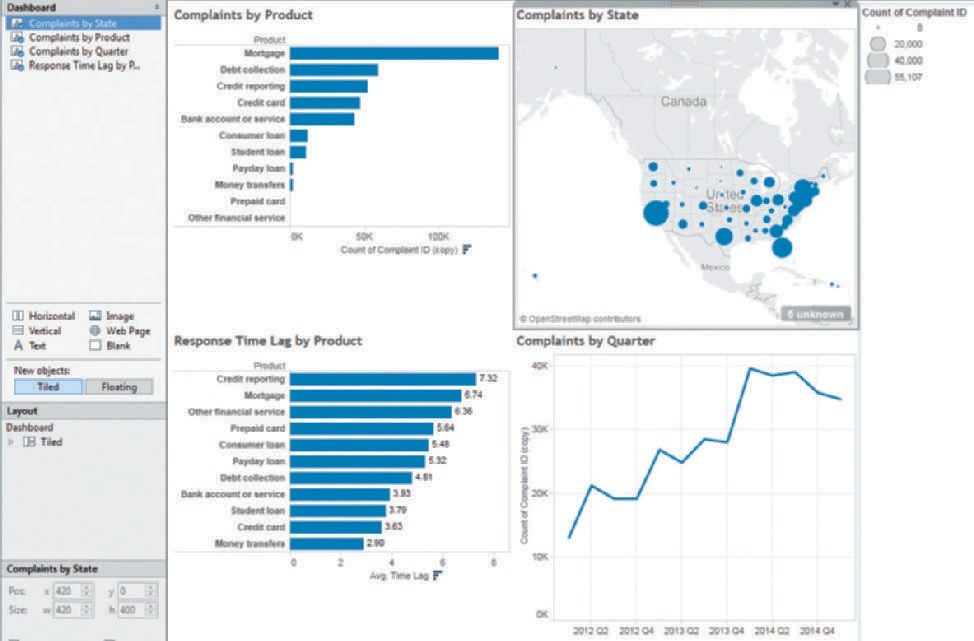 Dashboard
Complaints by State
Complaints by Product
Complaints by Quarter
Response Time Lag by P...
Horizontal
Image
Vertical
Web Page
Text
Blank
New objects:
Tiled
Floating
Layout
Dashboard
Tiled
Complaints by State
Pos: x 420 y 0
Size: w 420 h 400
Complaints by Product
Product
Mortgage
Debt collection
Credit reporting
Credit card
Bank account or service
Consumer loan
Student loan
Payday loan
Money transfers
Prepaid card
Other financial service
0K 50K 100K
Count of Complaint ID (copy)
Complaints by State
Canada
United
States
Mexico
© OpenStreetMap contributors
6 unknown
Count of Complaint ID
8
20,000
40,000
55,107
Response Time Lag by Product
Product
Credit reporting 7.32
Mortgage 6.74
Other financial service 6.36
Prepaid card 5.64
Consumer loan 5.48
Payday loan 5.32
Debt collection 4.81
Bank account or service 3.93
Student loan 3.79
Credit card 3.63
Money transfers 2.90
0 2 4 6 8
Avg. Time Lag
Complaints by Quarter
40K
30K
20K
10K
0K
Count of Complaint ID (copy)
2012 Q2 2012 Q4 2013 Q2 2013 Q4 2014 Q2 2014 Q4